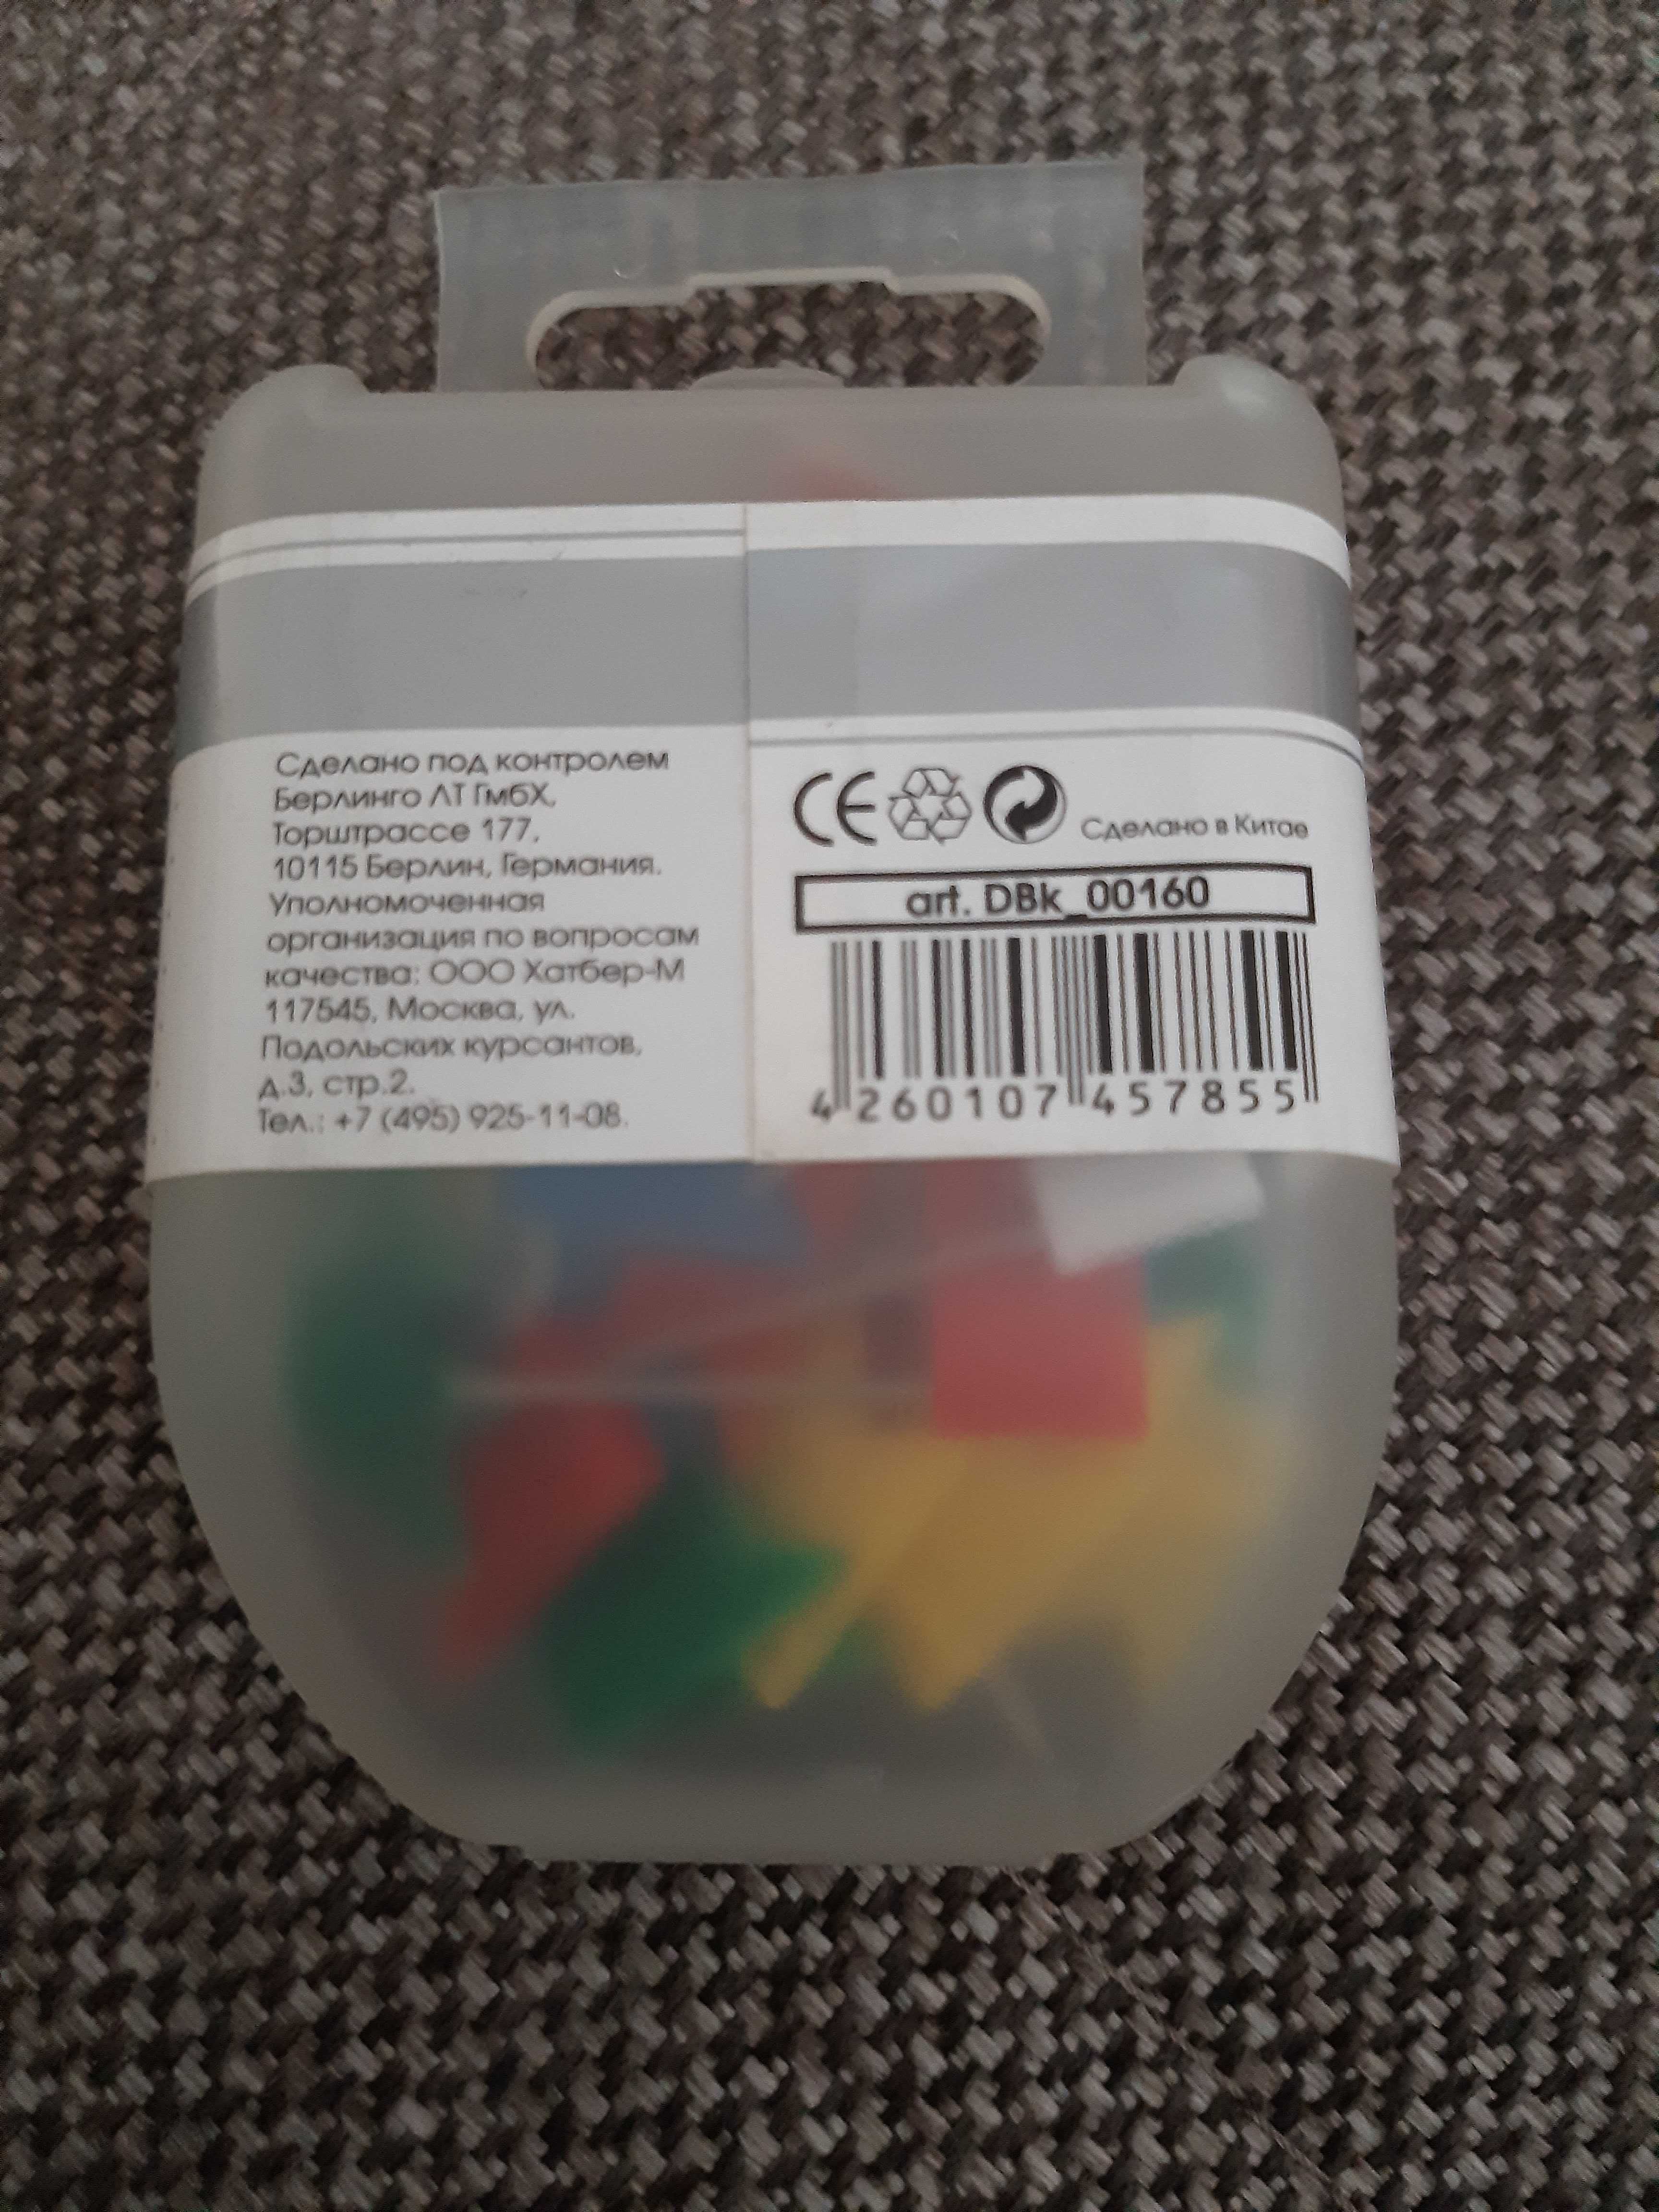 Сделано под контролем
Берлинго ЛТ ГмбХ,
Торштрассе 177,
10115 Берлин, Германия.
Уполномоченная
организация по вопросам
качества: ООО Хатбер-М
117545, Москва, ул.
Подольских курсантов,
д.3, стр.2.
Тел.: +7 (495) 925-11-08.
CE Сделано в Китае
art. DBk_00160
4 260107 457855